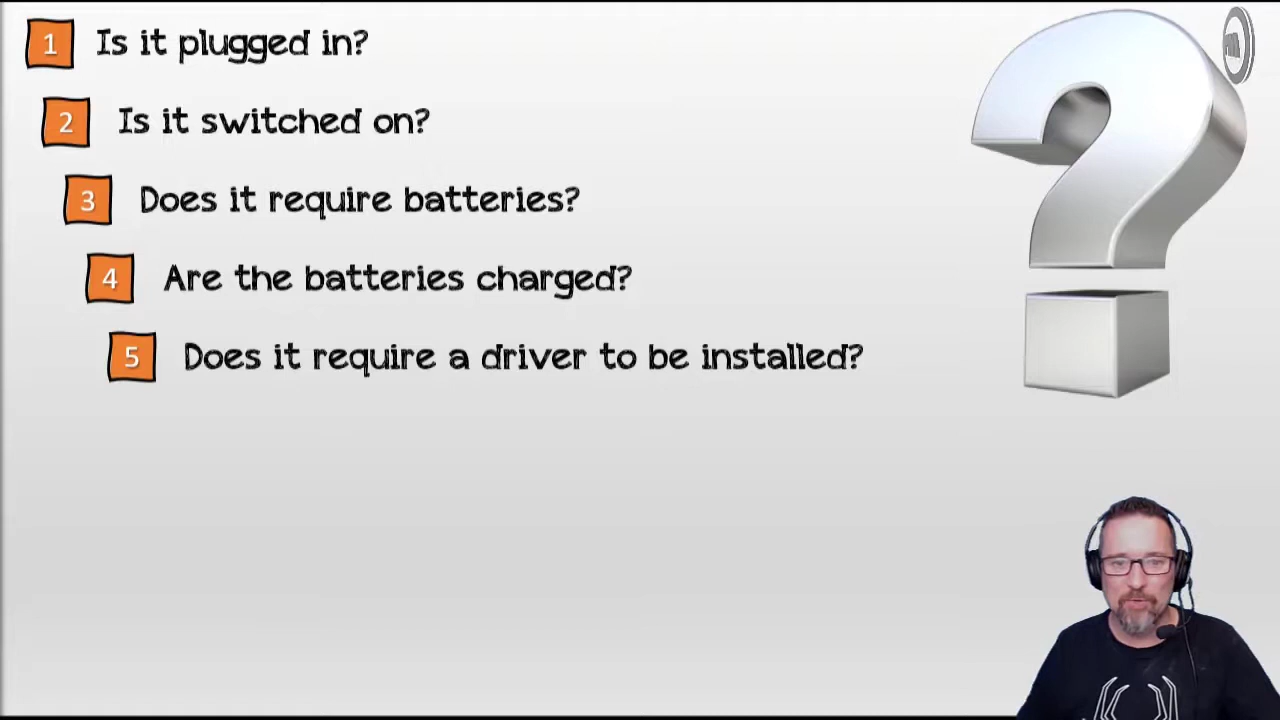 1 Is it plugged in?
2 Is it switched on?
3 Does it require batteries?
4 Are the batteries charged?
5 Does it require a driver to be installed?